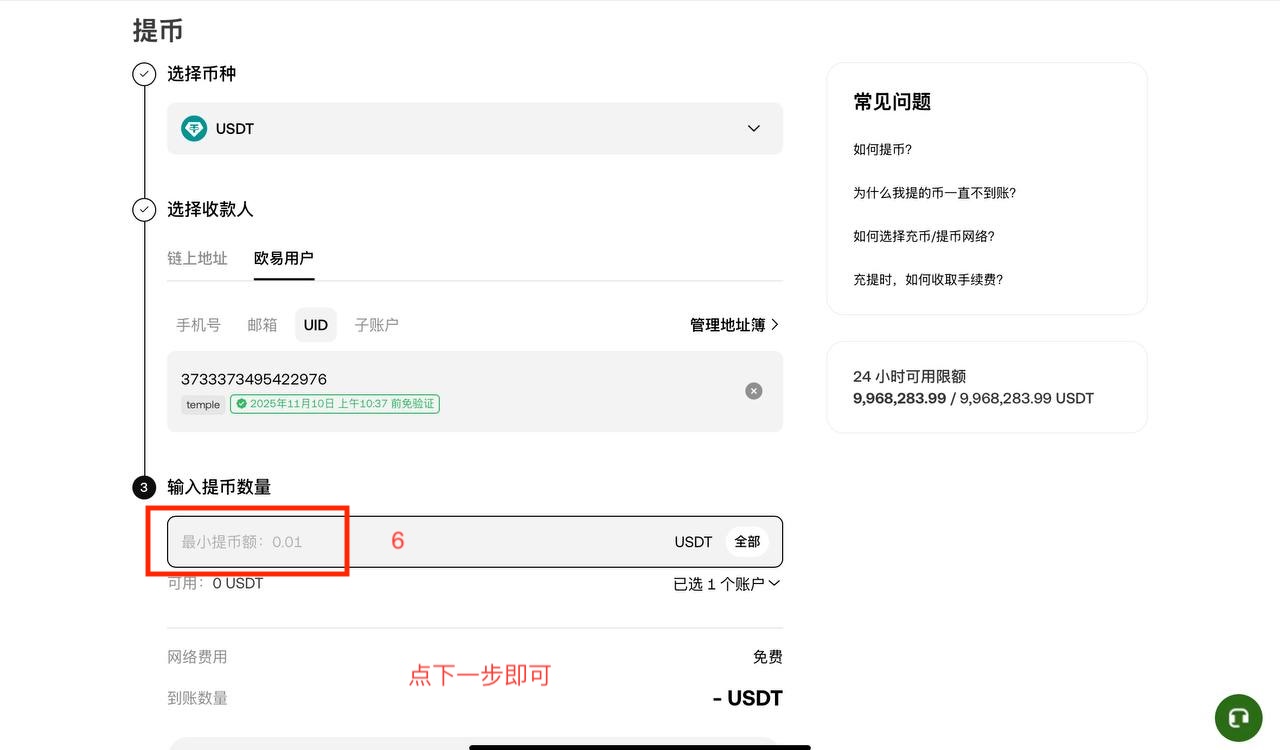 提币
选择币种
USDT
选择收款人
链上地址 欧易用户
手机号 邮箱 UID 子账户 管理地址簿
3733373495422976
temple 2025年11月10日 上午10:37 前免验证
3 输入提币数量
最小提币额：0.01 6 USDT 全部
可用：0 USDT 已选 1 个账户
网络费用 免费
点下一步即可
到账数量 - USDT
常见问题
如何提币?
为什么我提的币一直不到账?
如何选择充币/提币网络?
充提时，如何收取手续费?
24 小时可用限额
9,968,283.99 / 9,968,283.99 USDT